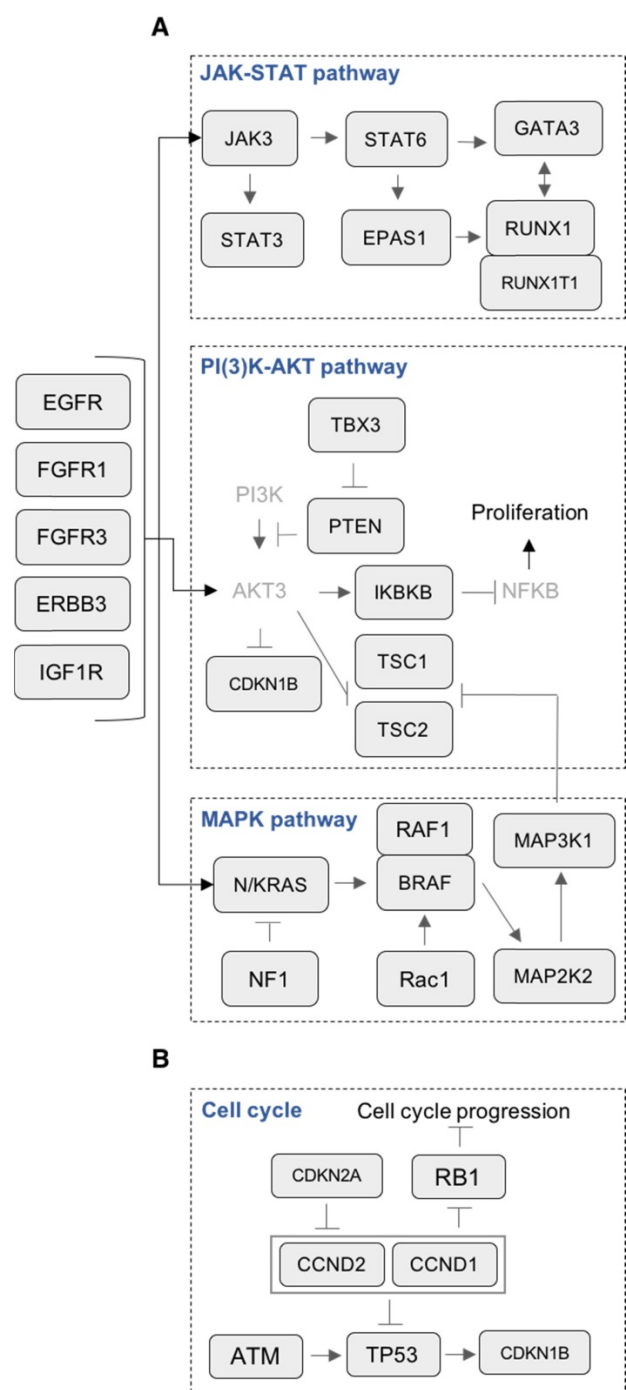 A
JAK-STAT pathway
JAK3
STAT6
GATA3
STAT3
EPAS1
RUNX1
RUNX1T1
EGFR
FGFR1
FGFR3
ERBB3
IGF1R
PI(3)K-AKT pathway
TBX3
PI3K
PTEN
Proliferation
AKT3
IKBKB
NFKB
CDKN1B
TSC1
TSC2
MAPK pathway
RAF1
MAP3K1
N/KRAS
BRAF
NF1
Rac1
MAP2K2
B
Cell cycle
Cell cycle progression
CDKN2A
RB1
CCND2
CCND1
ATM
TP53
CDKN1B